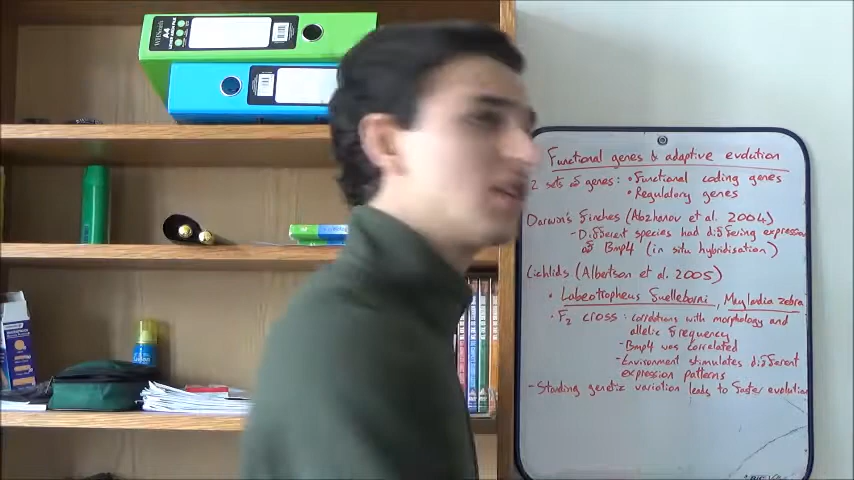 Functional genes & adaptive evolution
2 sets of genes: • Functional coding genes
• Regulatory genes
Darwin's finches (Abzhanov et al. 2004)
- Different species had differing expression
of Bmp4 (in situ hybridisation)
Cichlids (Albertson et al. 2005)
• Labeotropheus fuelleborni, Maylandia zebra
• F2 cross: correlations with morphology and
allelic frequency
- Bmp4 was correlated
- Environment stimulates different
expression patterns
- Standing genetic variation leads to faster evolution